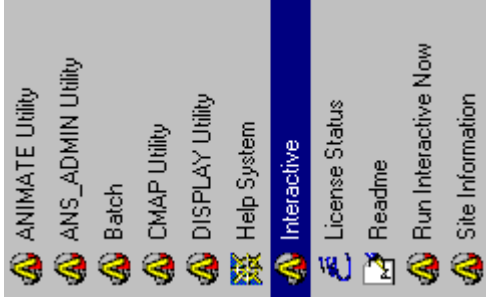 ANIMATE Utility
ANS_ADMIN Utility
Batch
CMAP Utility
DISPLAY Utility
Help System
Interactive
License Status
Readme
Run Interactive Now
Site Information